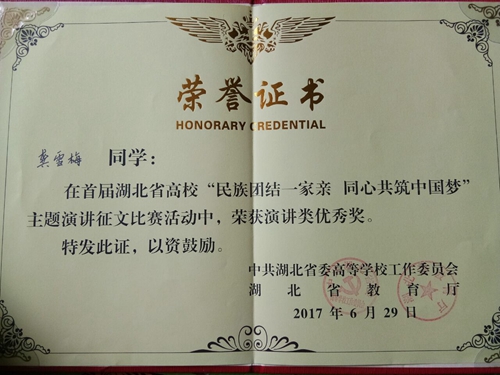 荣誉证书
HONORARY CREDENTIAL
雪梅 同学：
在首届湖北省高校“民族团结一家亲 同心共筑中国梦”
主题演讲征文比赛活动中，荣获演讲类优秀奖。
特发此证，以资鼓励。
中共湖北省委高等学校工作委员会
湖北省教育厅
2017年6月29日